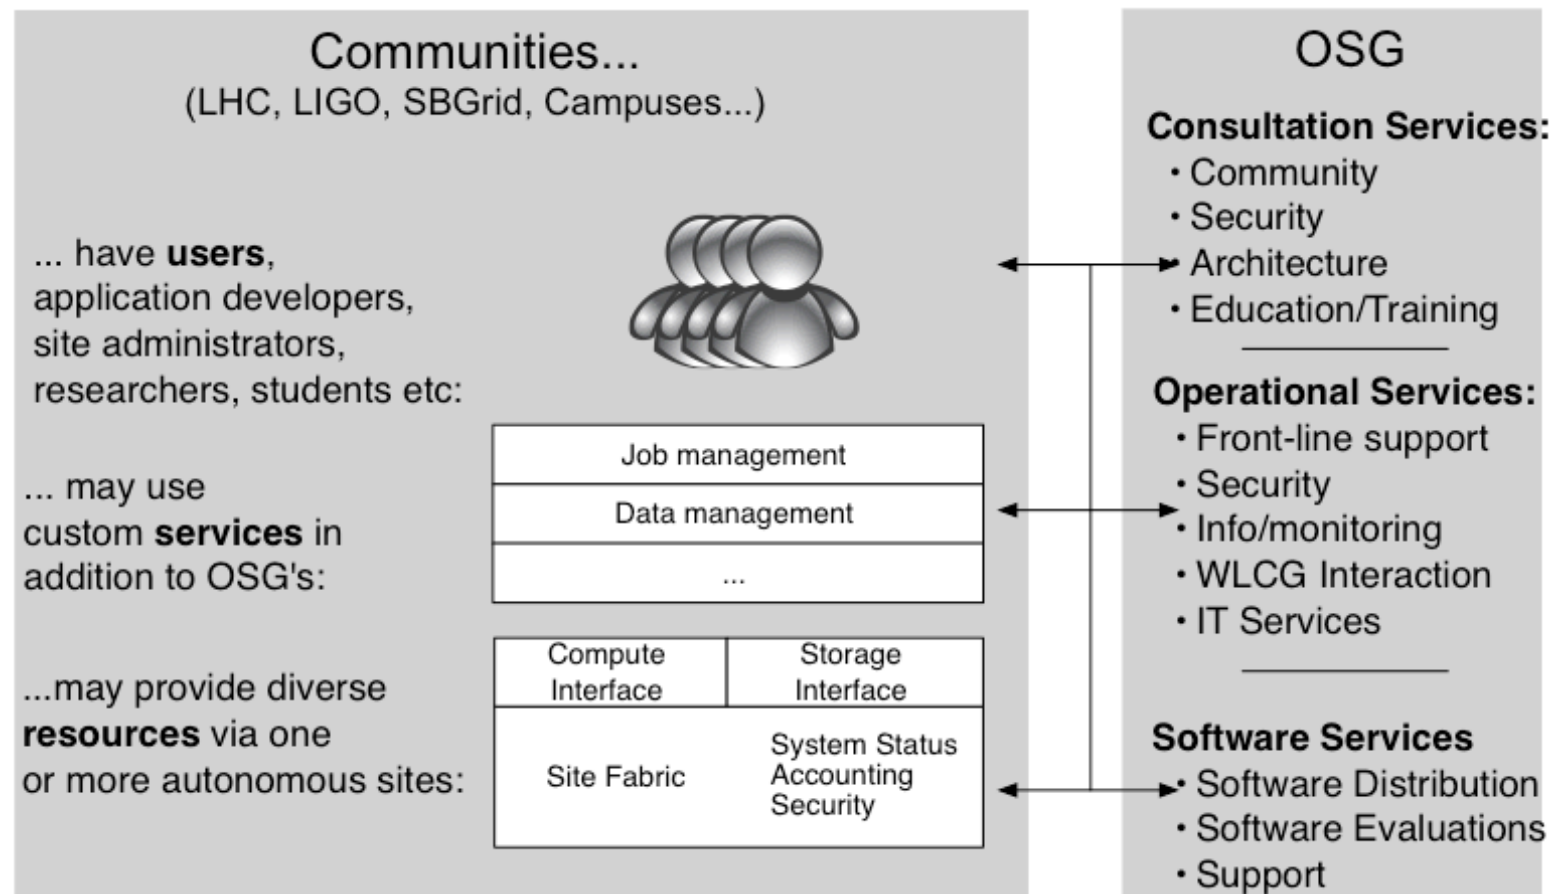 Communities...
(LHC, LIGO, SBGrid, Campuses...)
... have users,
application developers,
site administrators,
researchers, students etc:
... may use
custom services in
addition to OSG's:
Job management
Data management
...
...may provide diverse
resources via one
or more autonomous sites:
Compute
Interface
Storage
Interface
Site Fabric
System Status
Accounting
Security
OSG
Consultation Services:
• Community
• Security
• Architecture
• Education/Training
Operational Services:
• Front-line support
• Security
• Info/monitoring
• WLCG Interaction
• IT Services
Software Services
• Software Distribution
• Software Evaluations
• Support